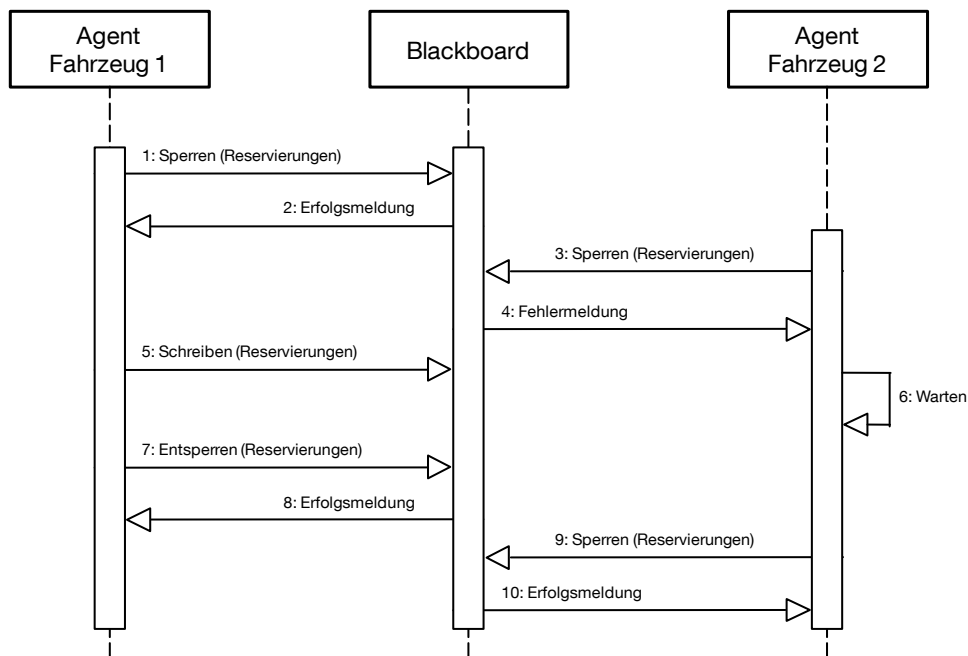 Agent
Fahrzeug 1
Blackboard
Agent
Fahrzeug 2
1: Sperren (Reservierungen)
2: Erfolgsmeldung
3: Sperren (Reservierungen)
4: Fehlermeldung
5: Schreiben (Reservierungen)
6: Warten
7: Entsperren (Reservierungen)
8: Erfolgsmeldung
9: Sperren (Reservierungen)
10: Erfolgsmeldung